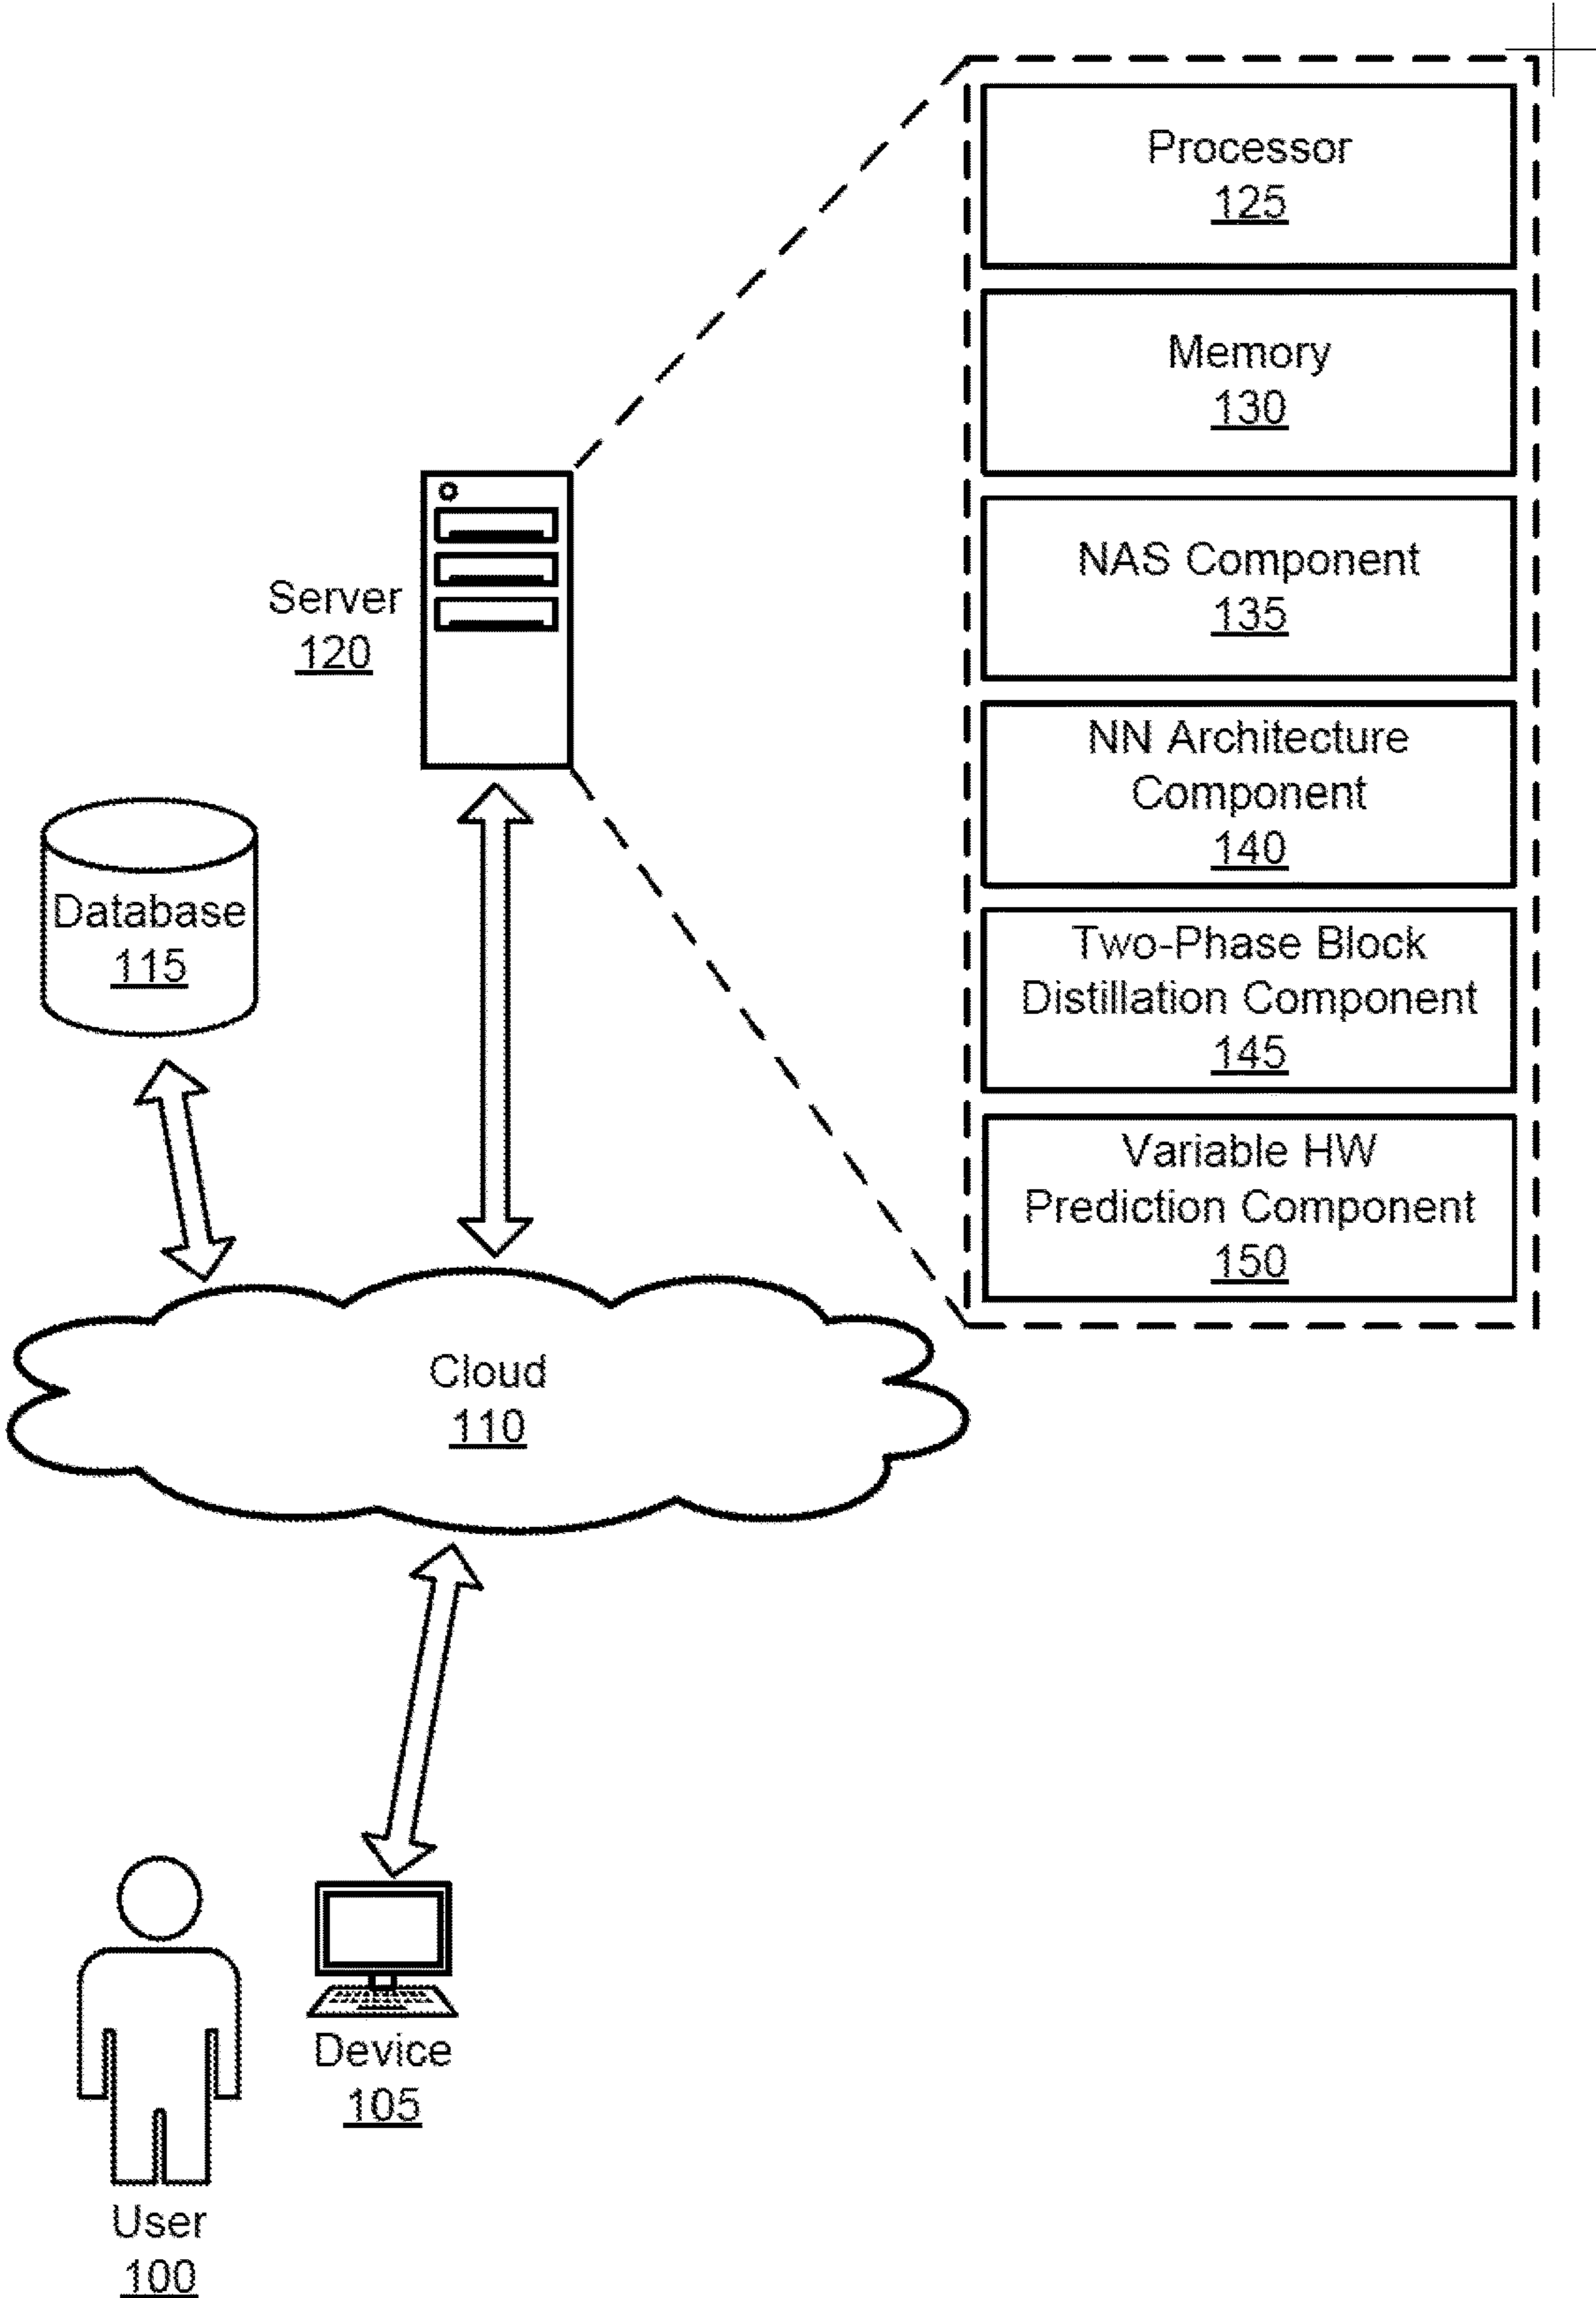 Processor
125
Memory
130
NAS Component
135
NN Architecture
Component
140
Two-Phase Block
Distillation Component
145
Variable HW
Prediction Component
150
Server
120
Database
115
Cloud
110
Device
105
User
100